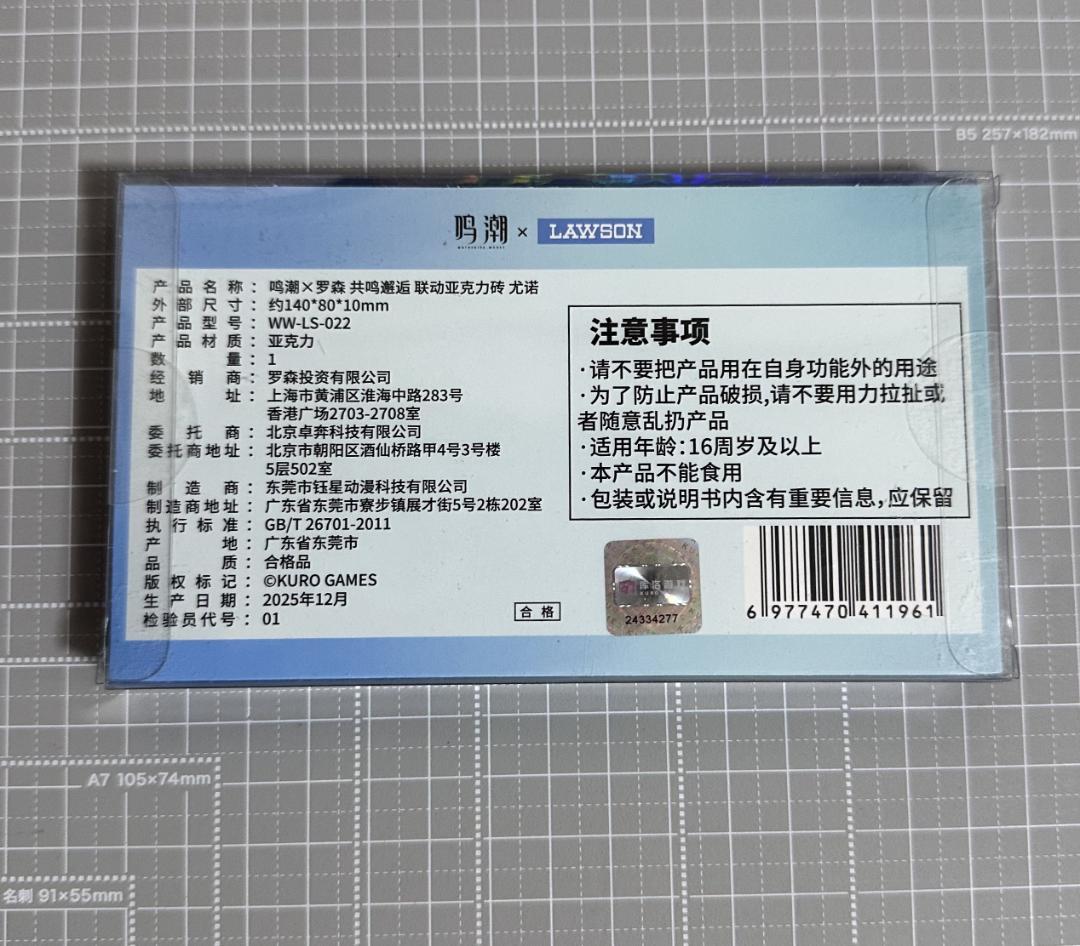 B5 257×182mm
鸣潮 × LAWSON
产品名称：鸣潮×罗森 共鸣邂逅 联动亚克力砖 尤诺
外部尺寸：约140*80*10mm
产品型号：WW-LS-022
产品材质：亚克力
数量：1
经销商：罗森投资有限公司
地址：上海市黄浦区淮海中路283号
香港广场2703-2708室
委托商：北京卓奔科技有限公司
委托商地址：北京市朝阳区酒仙桥路甲4号3号楼
5层502室
制造商：东莞市钰星动漫科技有限公司
制造商地址：广东省东莞市寮步镇展才街5号2栋202室
执行标准：GB/T 26701-2011
产地：广东省东莞市
品质：合格品
版权标记：©KURO GAMES
生产日期：2025年12月
检验员代号：01
合格
注意事项
·请不要把产品用在自身功能外的用途
·为了防止产品破损,请不要用力拉扯或
者随意乱扔产品
·适用年龄:16周岁及以上
·本产品不能食用
·包装或说明书内含有重要信息,应保留
24334277
6 977470 411961
A7 105×74mm
名刺 91×55mm